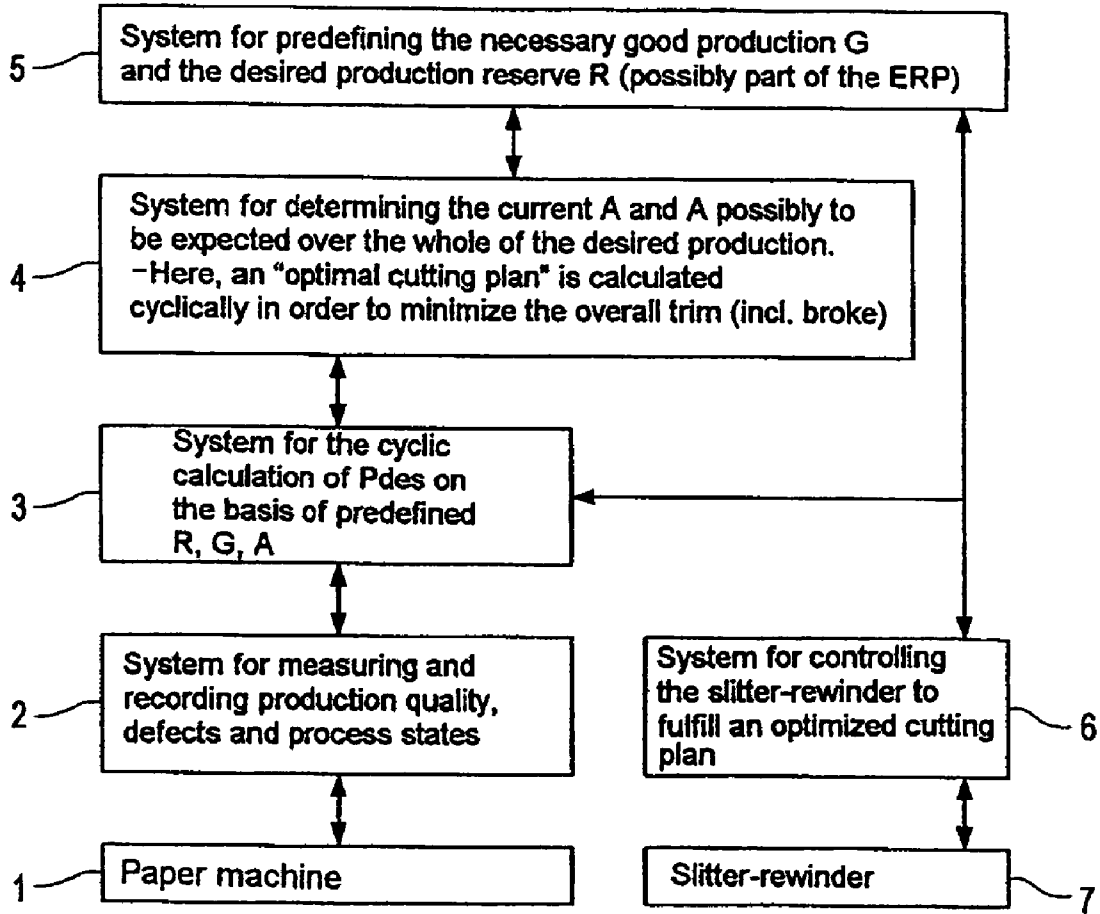 5
System for predefining the necessary good production G
and the desired production reserve R (possibly part of the ERP)
4
System for determining the current A and A possibly to
be expected over the whole of the desired production.
-Here, an "optimal cutting plan" is calculated
cyclically in order to minimize the overall trim (incl. broke)
3
System for the cyclic
calculation of Pdes on
the basis of predefined
R, G, A
2
System for measuring and
recording production quality,
defects and process states
System for controlling
the slitter-rewinder to
fulfill an optimized cutting
plan
6
1
Paper machine
Slitter-rewinder
7